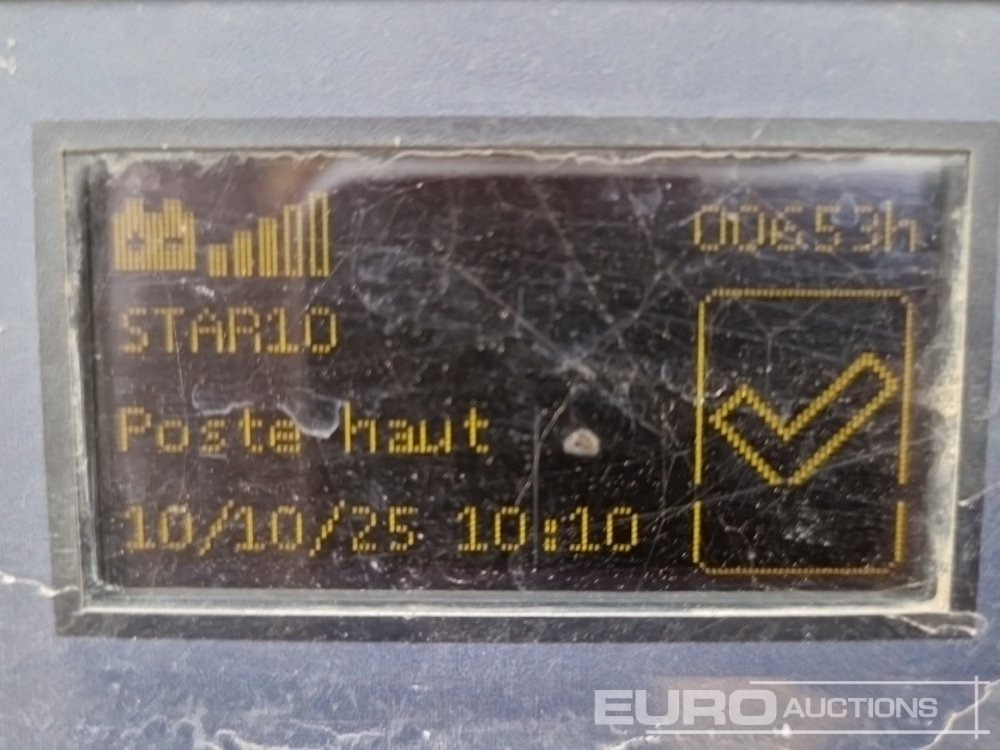 00653h
STAR10
Poste haut
10/10/25 10:10
EURO AUCTIONS